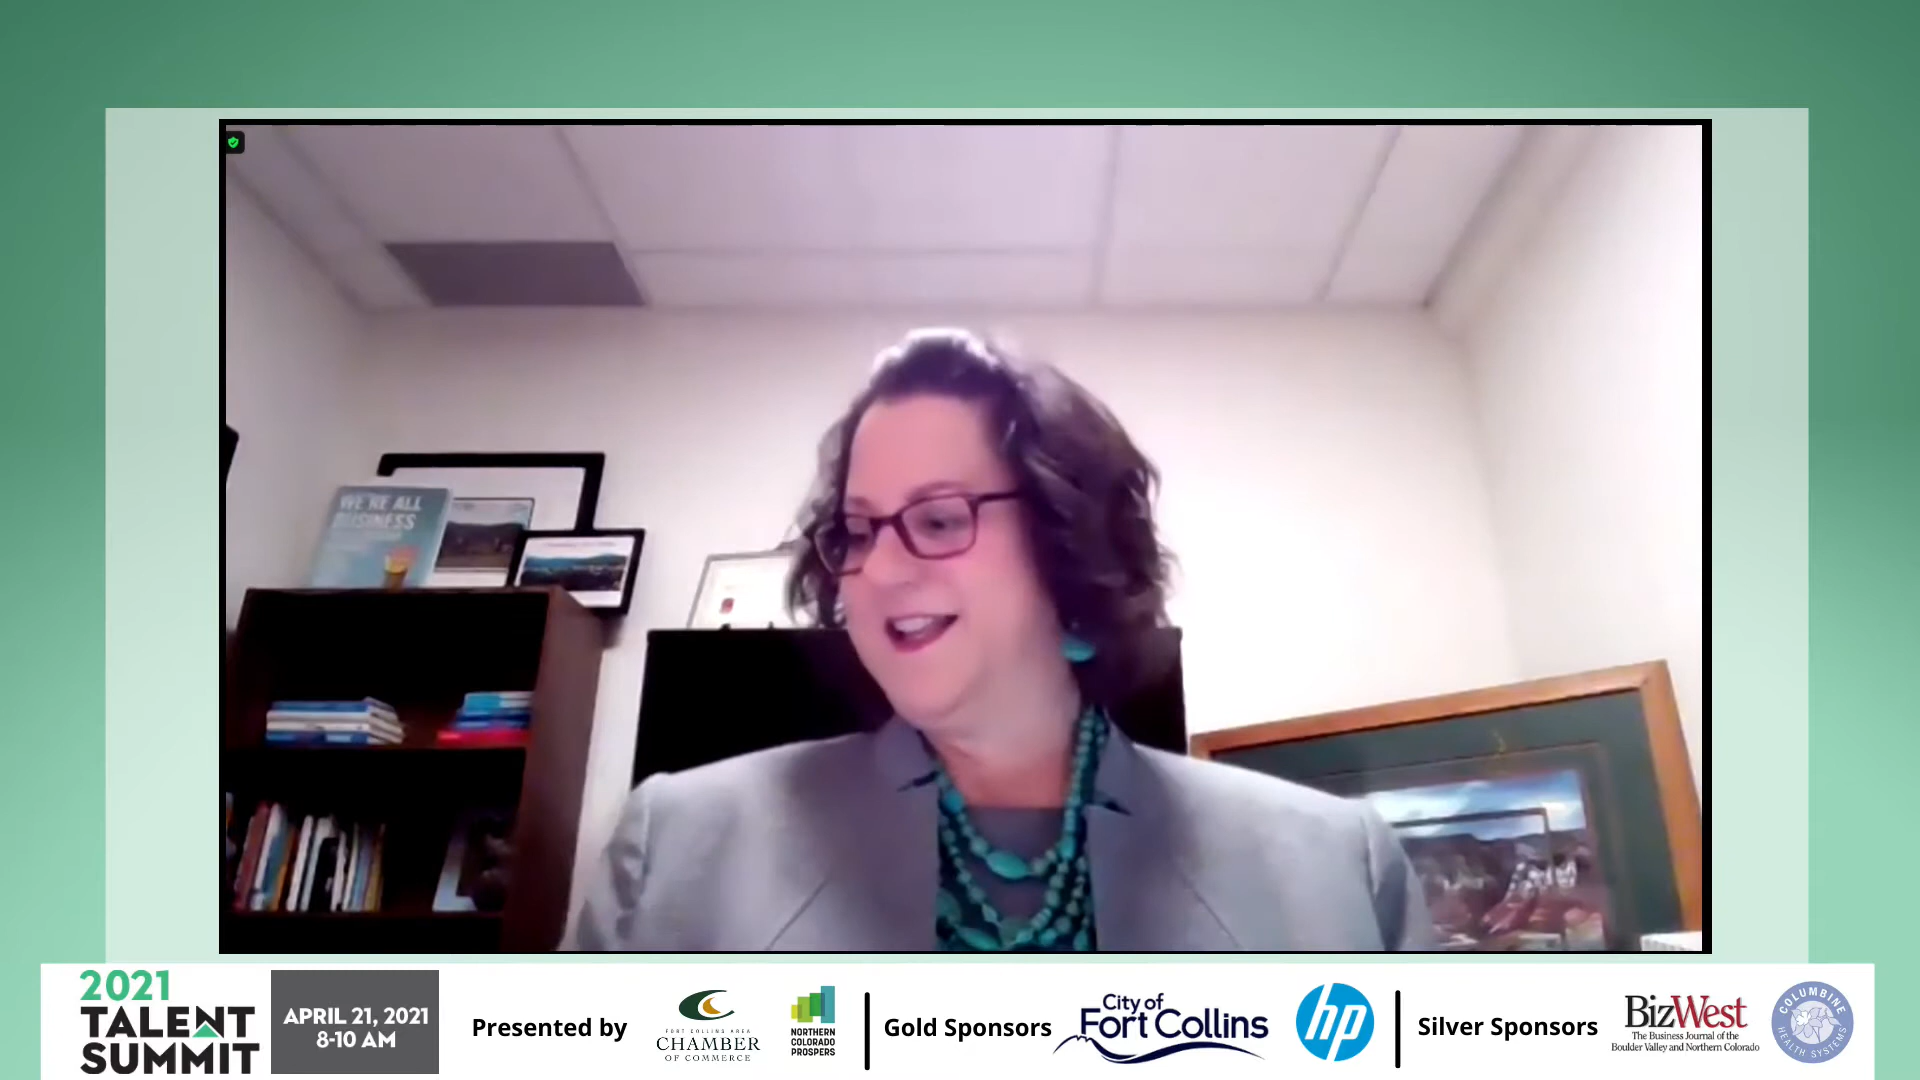 WE'RE ALL
BUSINESS
2021
TALENT
SUMMIT
APRIL 21, 2021
8-10 AM
Presented by
FORT COLLINS AREA
CHAMBER
OF COMMERCE
NORTHERN
COLORADO
PROSPERS
Gold Sponsors
City of
Fort Collins
hp
Silver Sponsors
BizWest
The Business Journal of the
Boulder Valley and Northern Colorado
COLUMBINE
HEALTH SYSTEMS